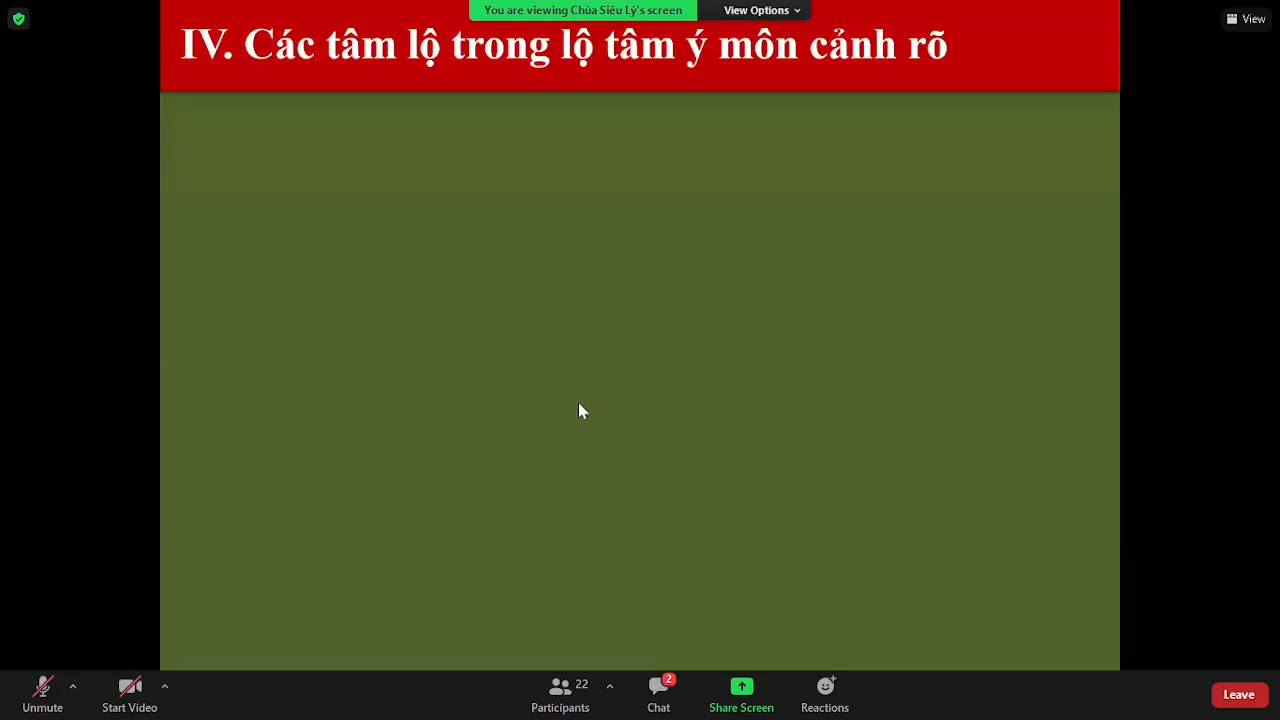 You are viewing Chùa Siêu Lý's screen
View Options
View
IV. Các tâm lộ trong lộ tâm ý môn cảnh rõ
Unmute
Start Video
22
Participants
2
Chat
Share Screen
Reactions
Leave